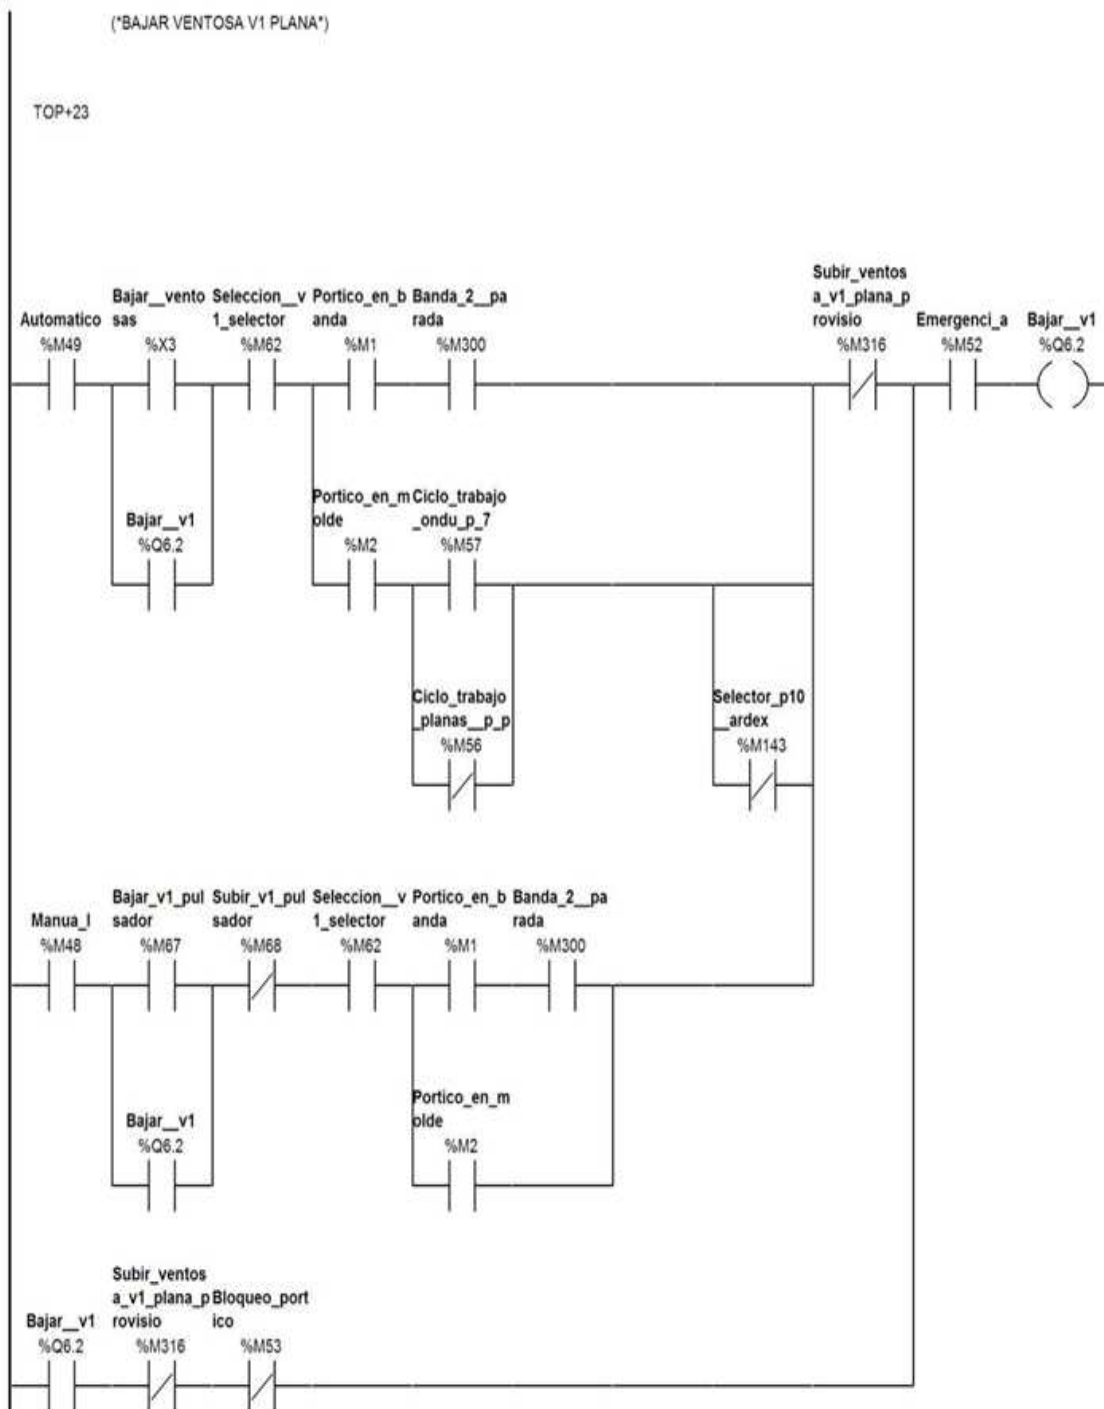 (*BAJAR VENTOSA V1 PLANA*)
TOP+23
Subir_ventos
Bajar__vento Seleccion__v Portico_en_b Banda_2__pa a_v1_plana_p
Automatico sas 1_selector anda rada rovisio Emergenci_a Bajar__v1
%M49 %X3 %M62 %M1 %M300 %M316 %M52 %Q6.2
Portico_en_m Ciclo_trabajo
Bajar__v1 olde _ondu_p_7
%Q6.2 %M2 %M57
Ciclo_trabajo Selector_p10
_planas__p_p __ardex
%M56 %M143
Bajar_v1_pul Subir_v1_pul Seleccion__v Portico_en_b Banda_2__pa
Manua_l sador sador 1_selector anda rada
%M48 %M67 %M68 %M62 %M1 %M300
Portico_en_m
Bajar__v1 olde
%Q6.2 %M2
Subir_ventos
a_v1_plana_p Bloqueo_port
Bajar__v1 rovisio ico
%Q6.2 %M316 %M53